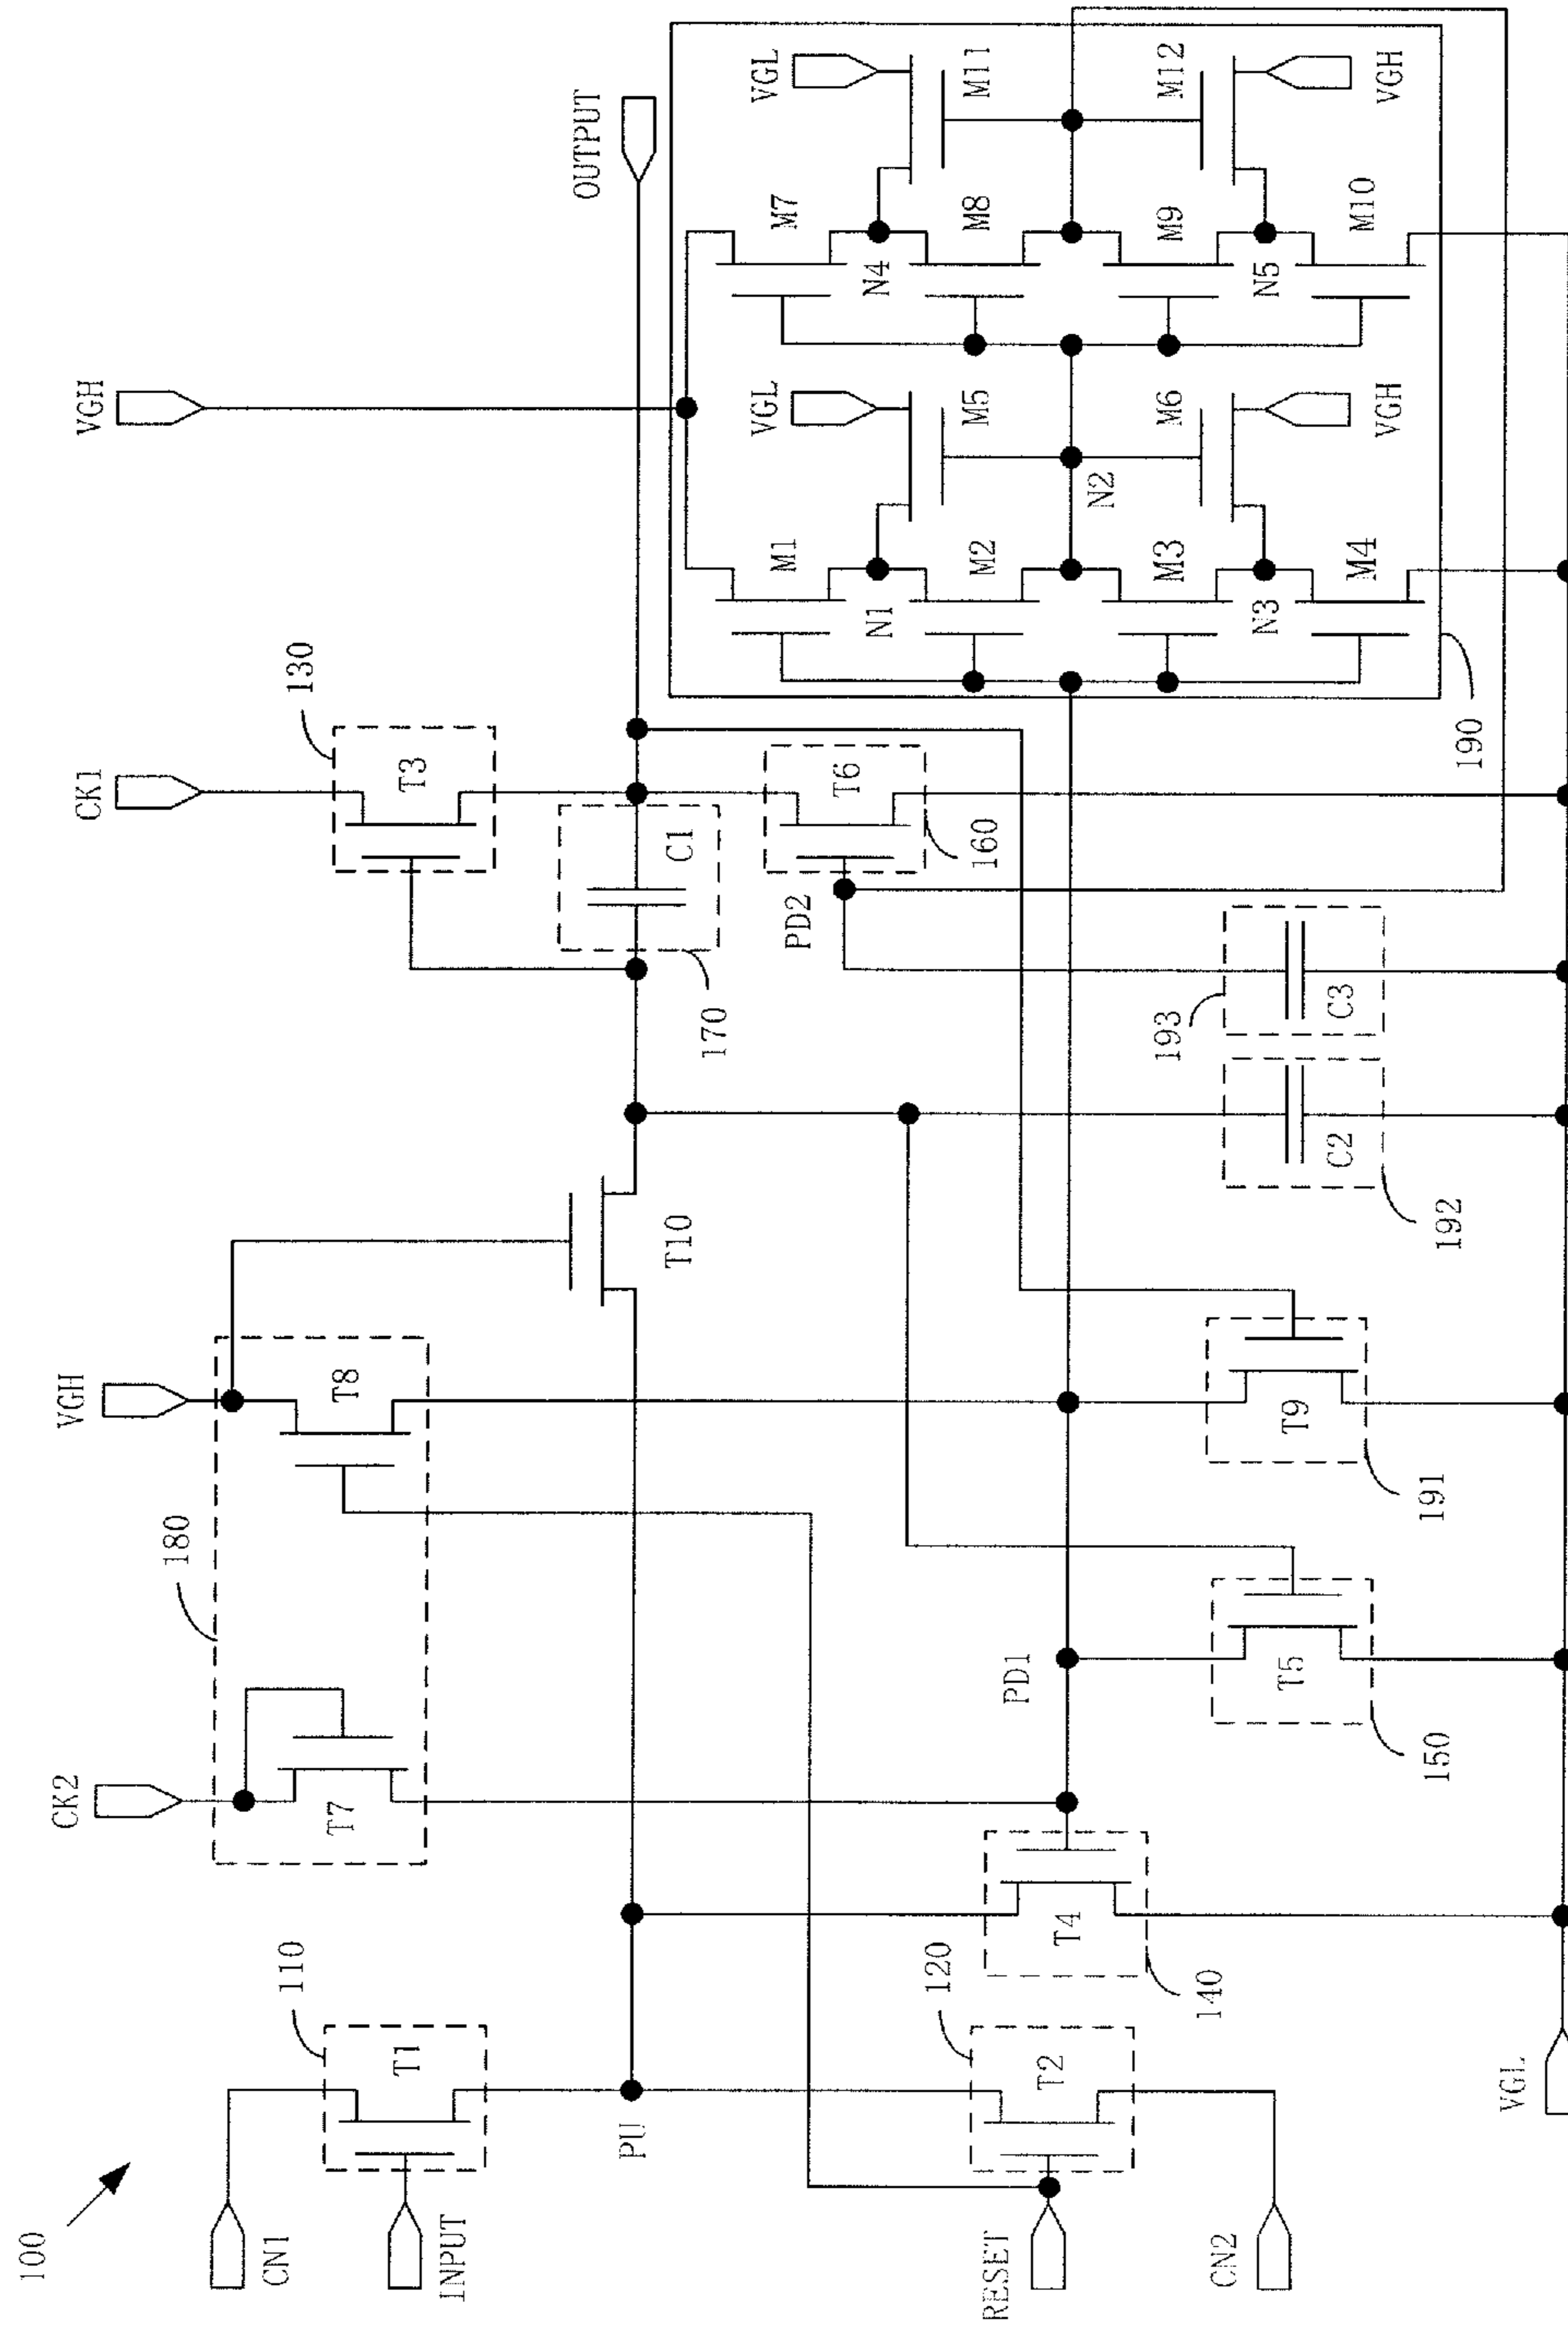 100
CN1
INPUT
110
T1
PU
RESET
CN2
120
T2
CK2
180
T7
T4
140
VGH
T8
PD1
T5
150
T9
191
T10
VGL
CK1
130
T3
170
C1
PD2
T6
160
193
C3
C2
192
VGH
OUTPUT
190
M1
N1
M2
M3
N3
M4
VGL
M5
N2
M6
VGH
M7
N4
M8
M9
N5
M10
VGL
M11
M12
VGH